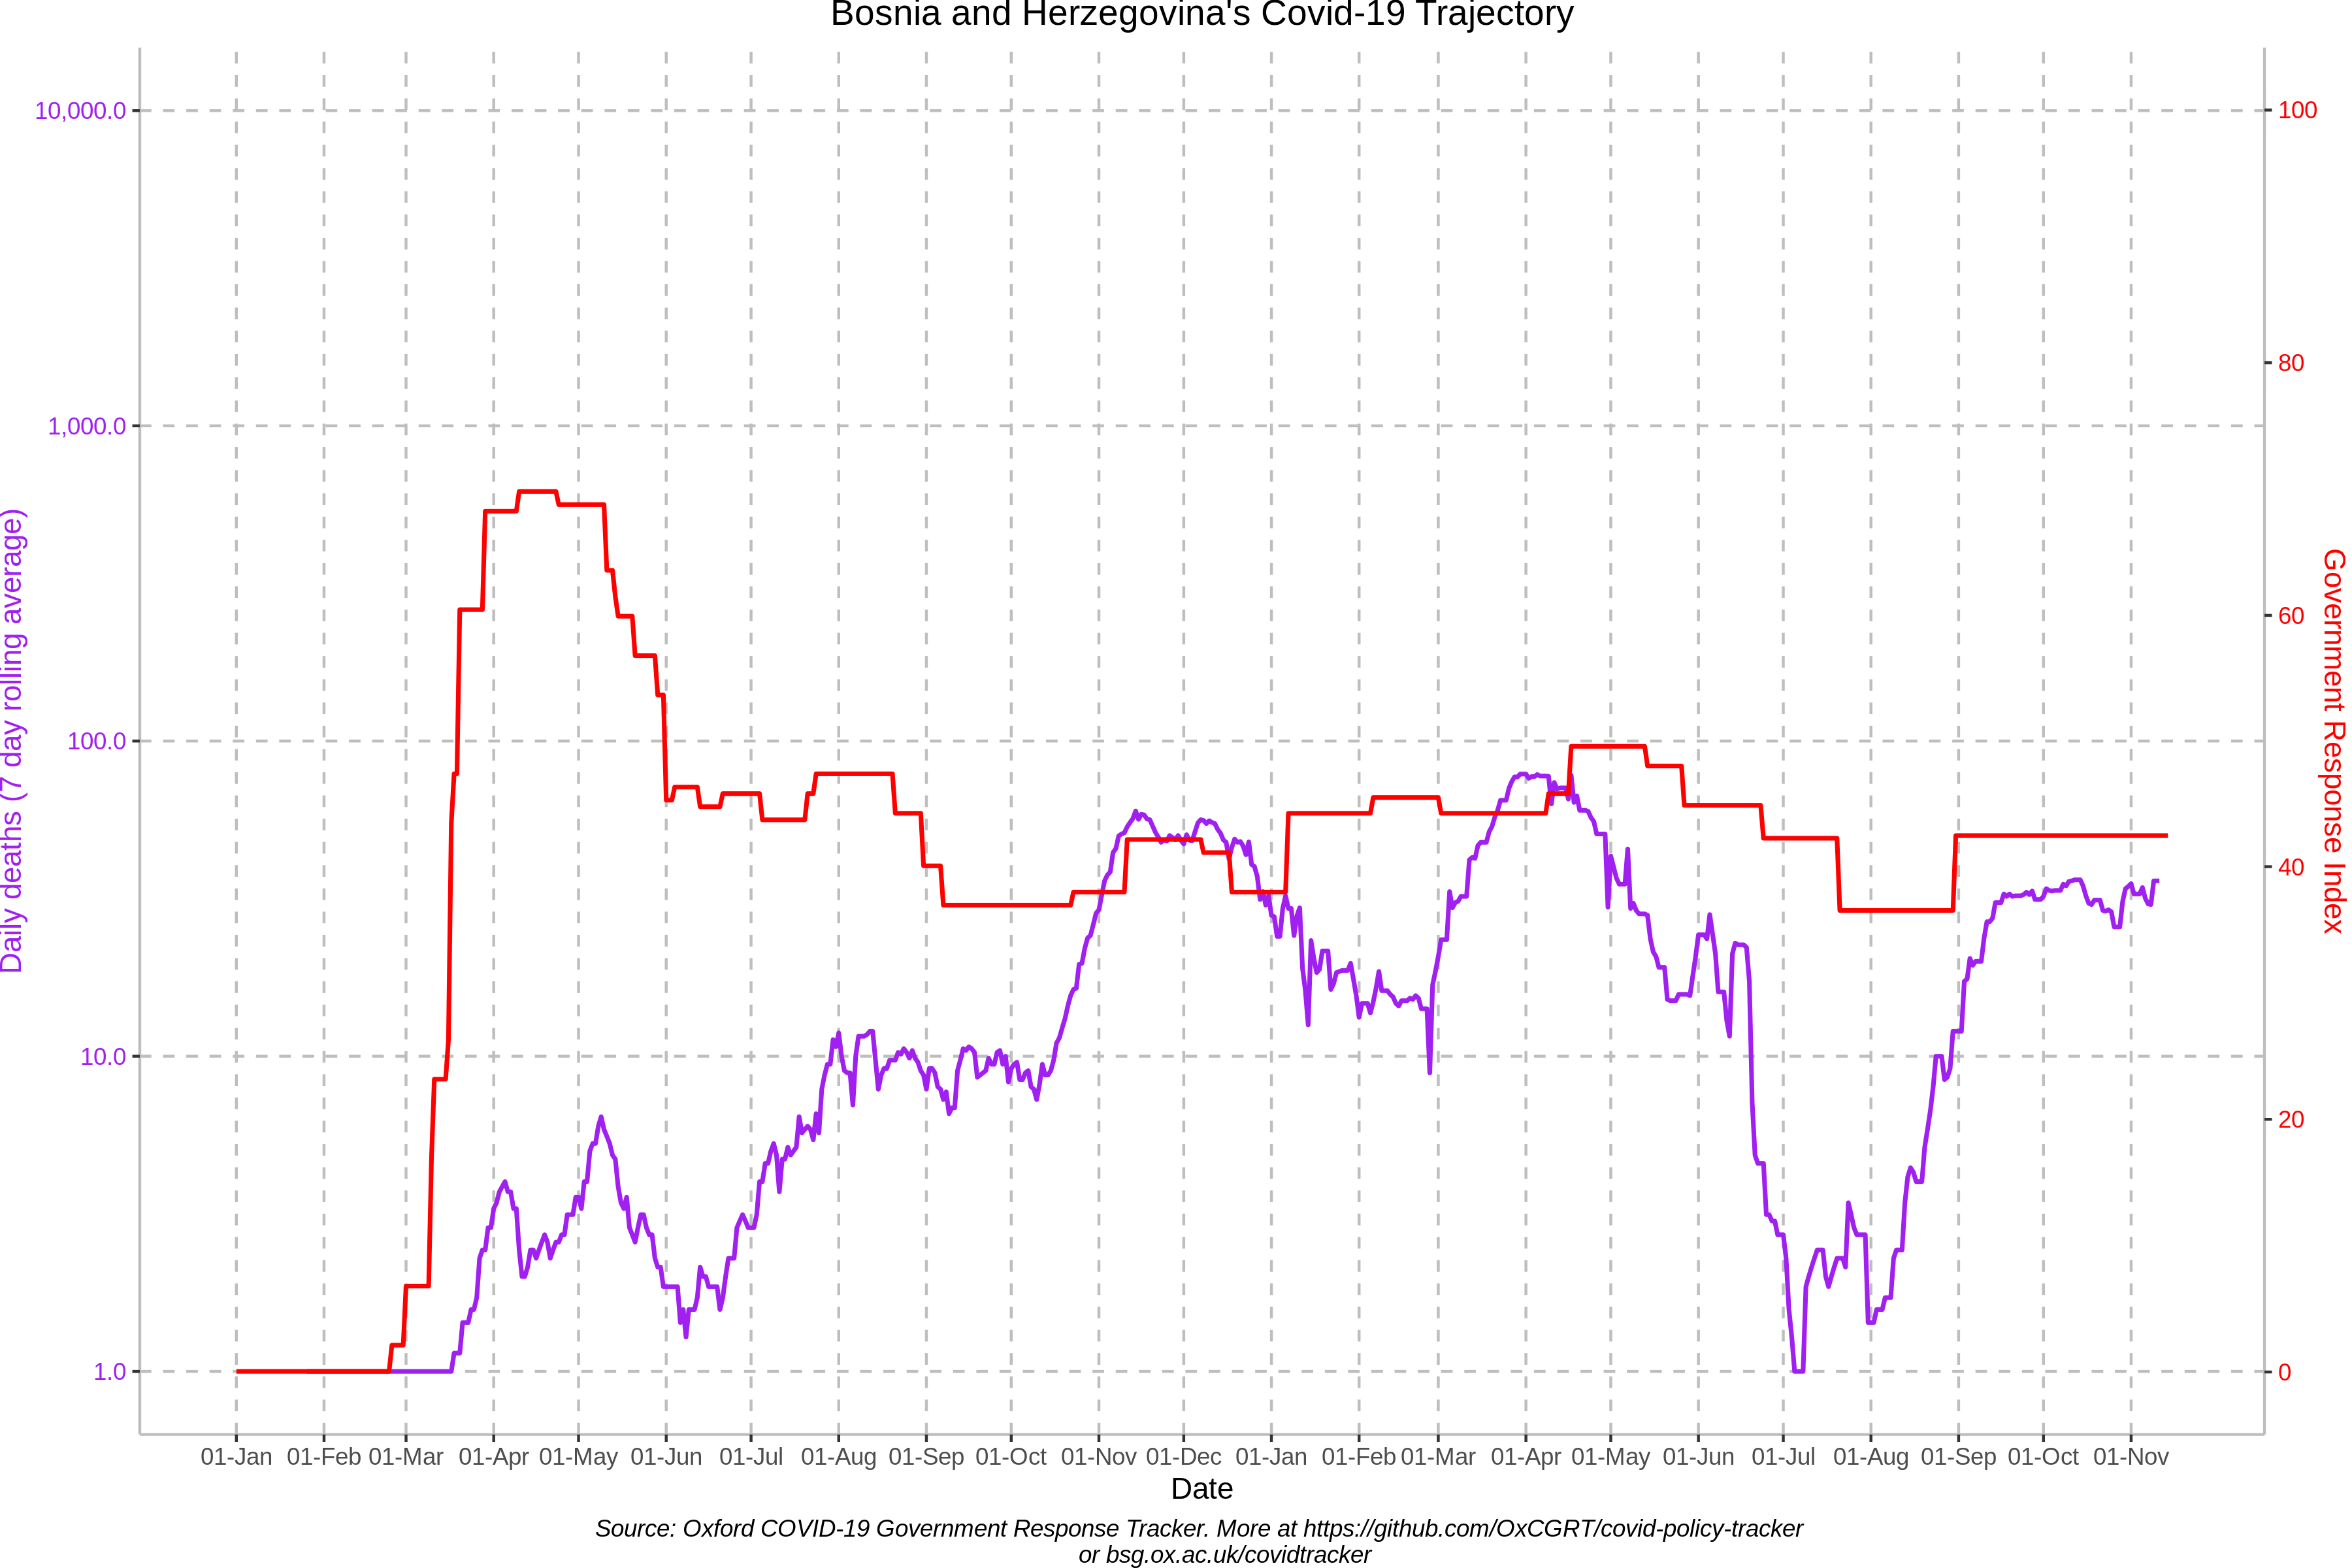 Bosnia and Herzegovina's Covid-19 Trajectory
10,000.0
1,000.0
100.0
10.0
1.0
Daily deaths (7 day rolling average)
100
80
60
40
20
0
Government Response Index
01-Jan 01-Feb 01-Mar 01-Apr 01-May 01-Jun 01-Jul 01-Aug 01-Sep 01-Oct 01-Nov 01-Dec 01-Jan 01-Feb 01-Mar 01-Apr 01-May 01-Jun 01-Jul 01-Aug 01-Sep 01-Oct 01-Nov
Date
Source: Oxford COVID-19 Government Response Tracker. More at https://github.com/OxCGRT/covid-policy-tracker
or bsg.ox.ac.uk/covidtracker